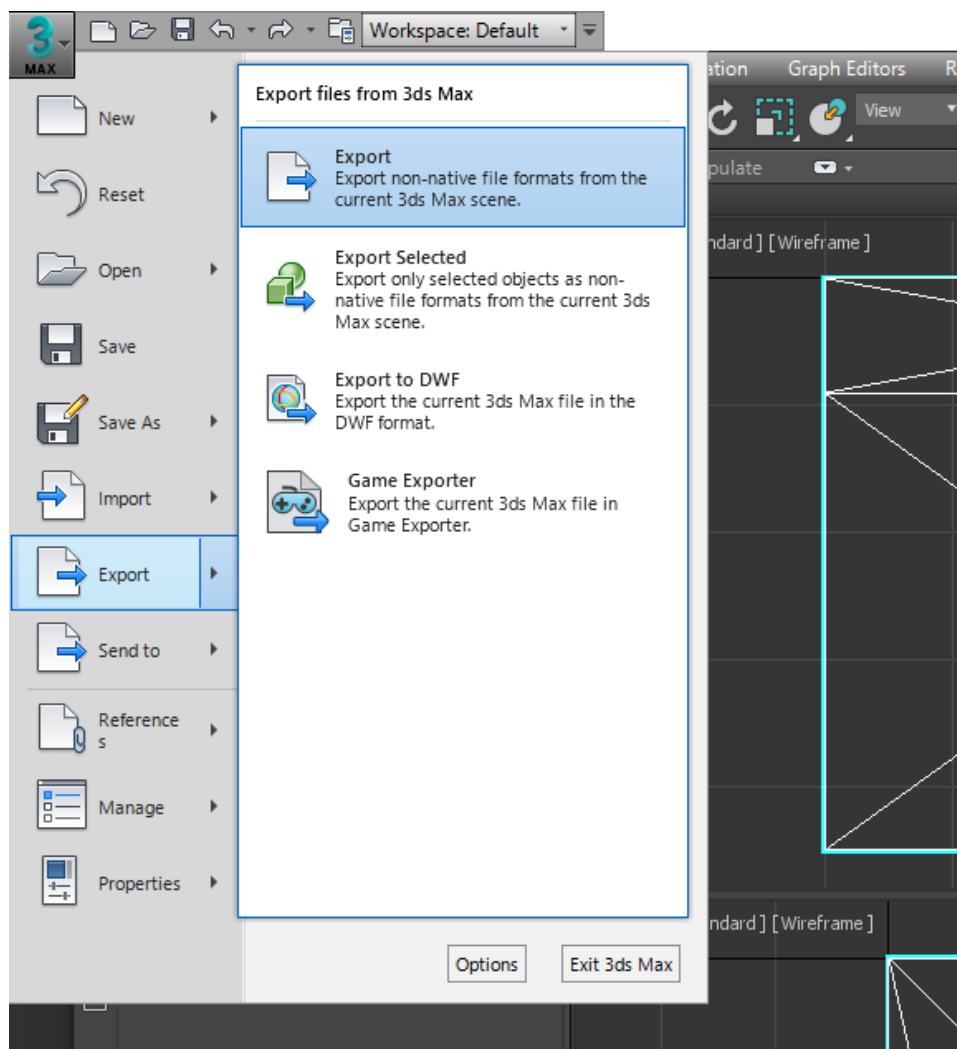 Workspace: Default
MAX
ation Graph Editors R
Export files from 3ds Max
New
View
Export
Export non-native file formats from the
current 3ds Max scene.
pulate
Reset
ndard ] [Wireframe ]
Export Selected
Export only selected objects as non-
native file formats from the current 3ds
Max scene.
Open
Save
Export to DWF
Export the current 3ds Max file in the
DWF format.
Save As
Game Exporter
Export the current 3ds Max file in
Game Exporter.
Import
Export
Send to
Reference
s
Manage
Properties
ndard ] [Wireframe ]
Options
Exit 3ds Max